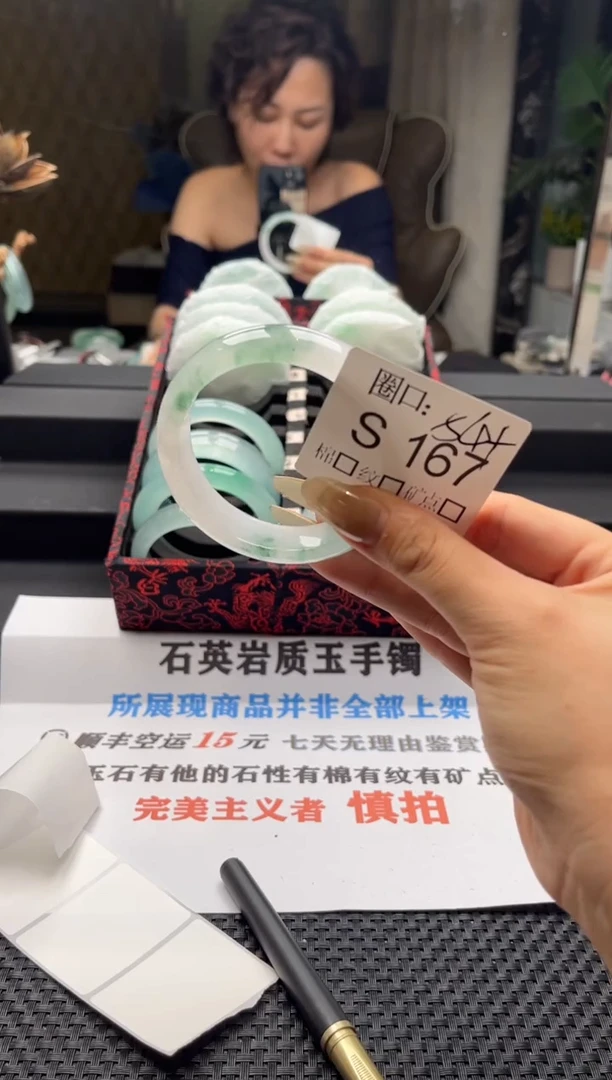 圈口:
S 167
棉□ 纹□ 矿点□
石英岩质玉手镯
所展现商品并非全部上架
顺丰空运15元 七天无理由鉴赏
玉石有他的石性有棉有纹有矿点
完美主义者 慎拍